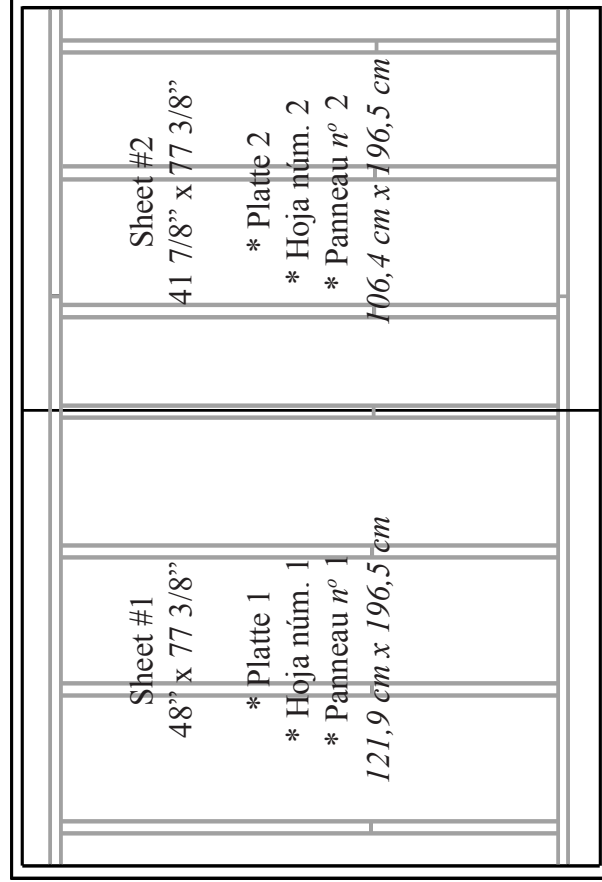 Sheet #1
48” x 77 3/8”
* Platte 1
* Hoja núm. 1
* Panneau nº 1
121,9 cm x 196,5 cm
Sheet #2
41 7/8” x 77 3/8”
* Platte 2
* Hoja núm. 2
* Panneau nº 2
106,4 cm x 196,5 cm